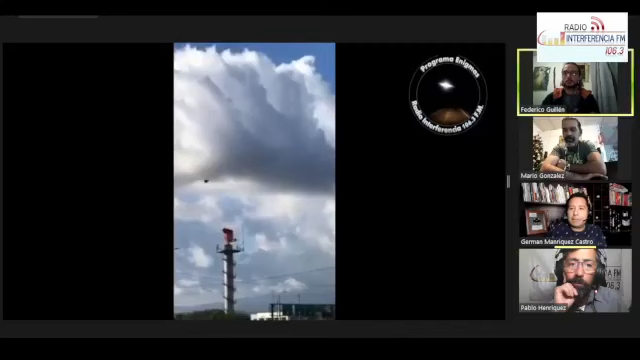 RADIO
INTERFERENCIA FM
106.3
Programa Enigmas
Radio Interferencia 106.3 F.M.
Federico Guillén
Mario Gonzalez
German Manriquez Castro
Pablo Henriquez